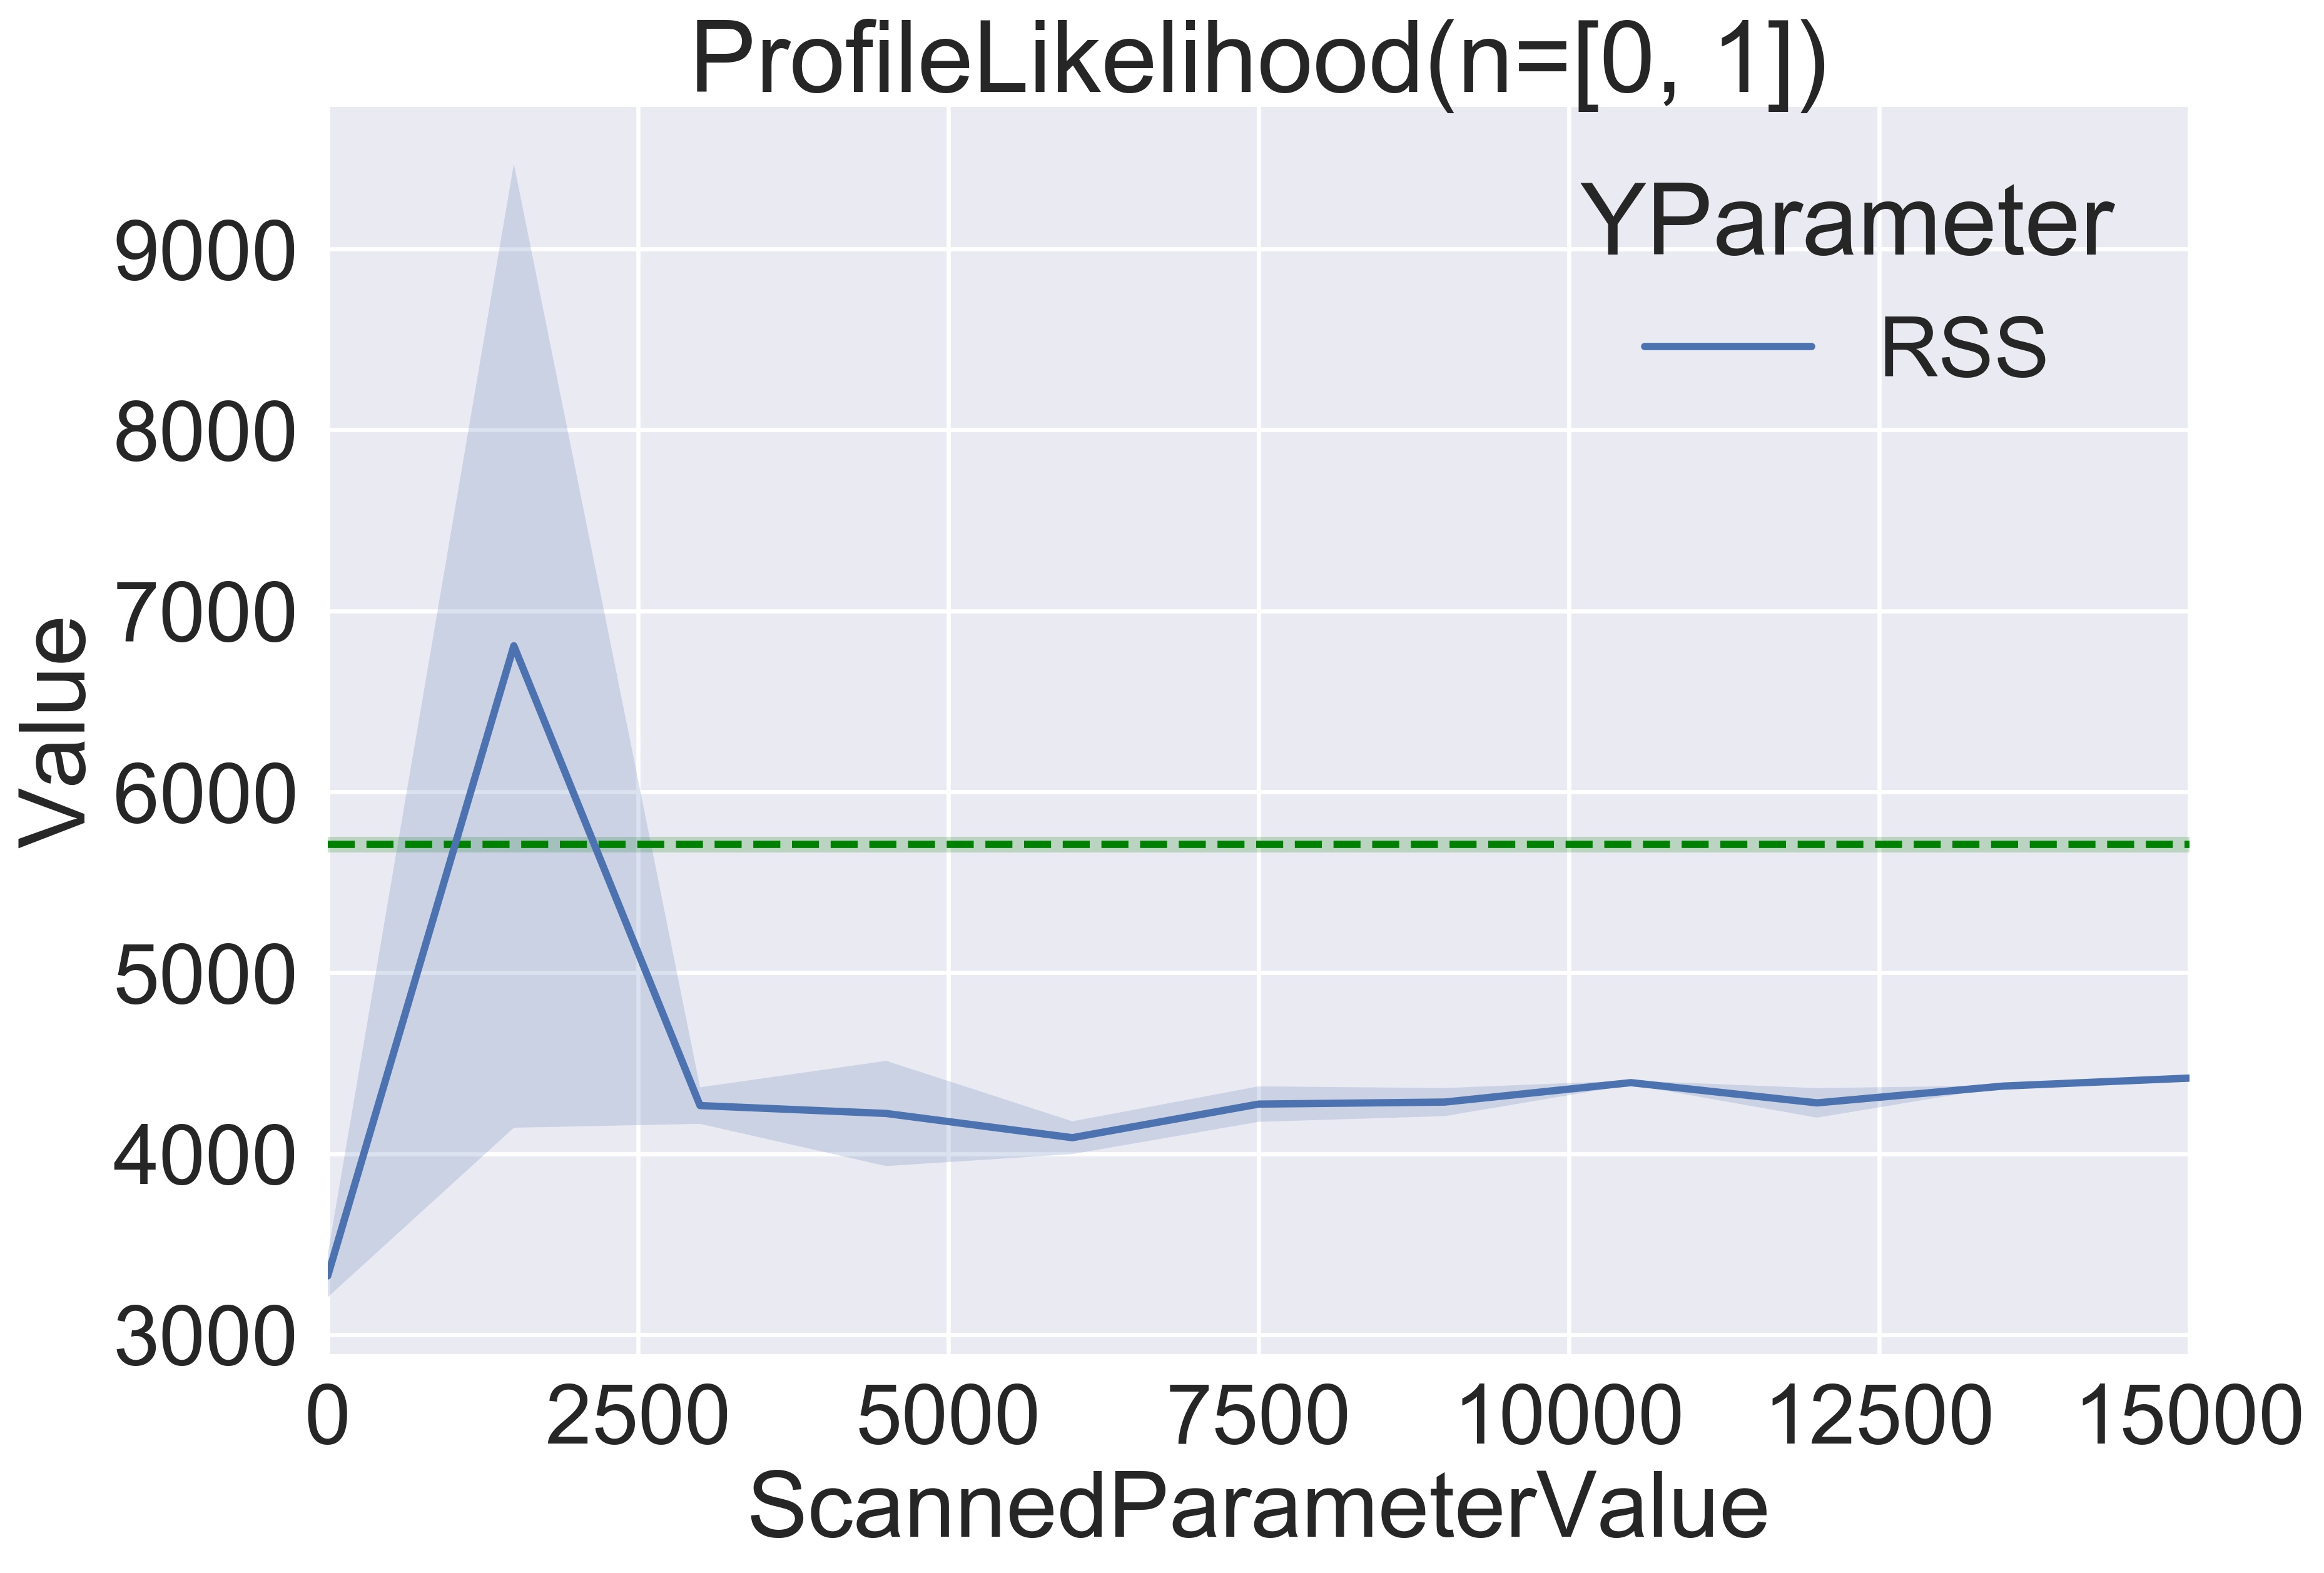 ProfileLikelihood(n=[0, 1])
YParameter
RSS
9000
8000
7000
6000
5000
4000
3000
Value
0 2500 5000 7500 10000 12500 15000
ScannedParameterValue